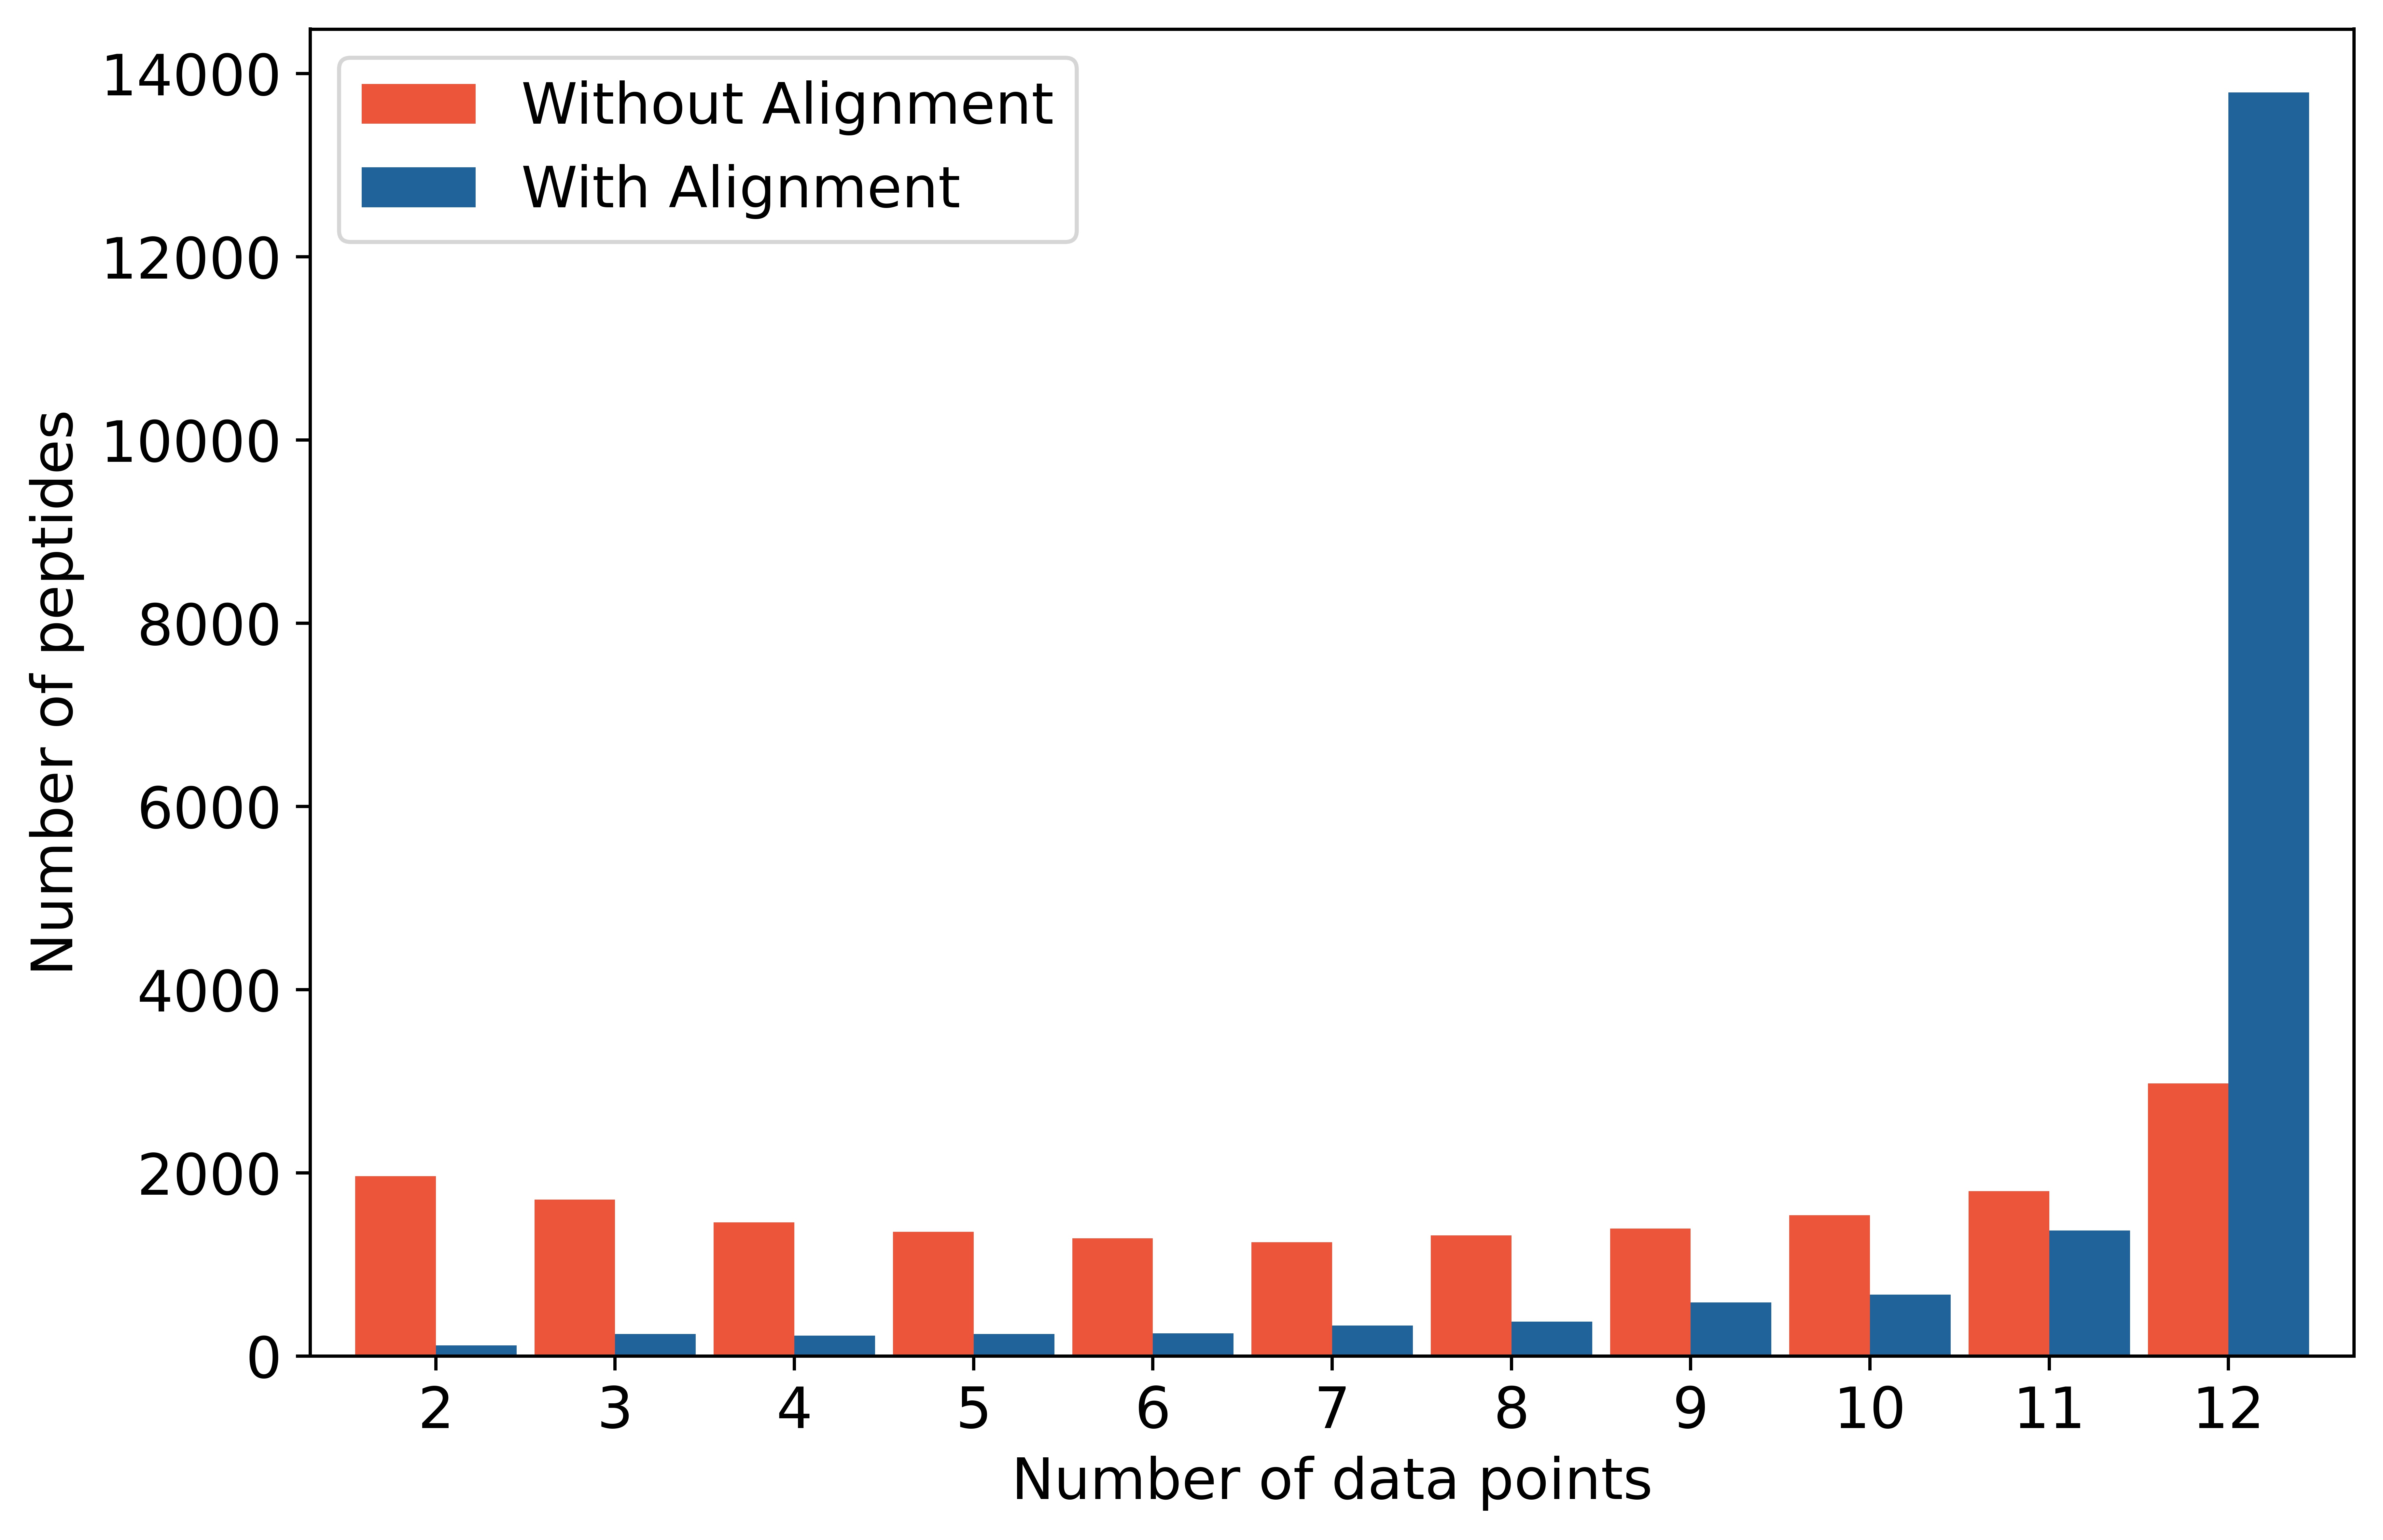 Without Alignment
With Alignment
Number of peptides
14000
12000
10000
8000
6000
4000
2000
0
2 3 4 5 6 7 8 9 10 11 12
Number of data points